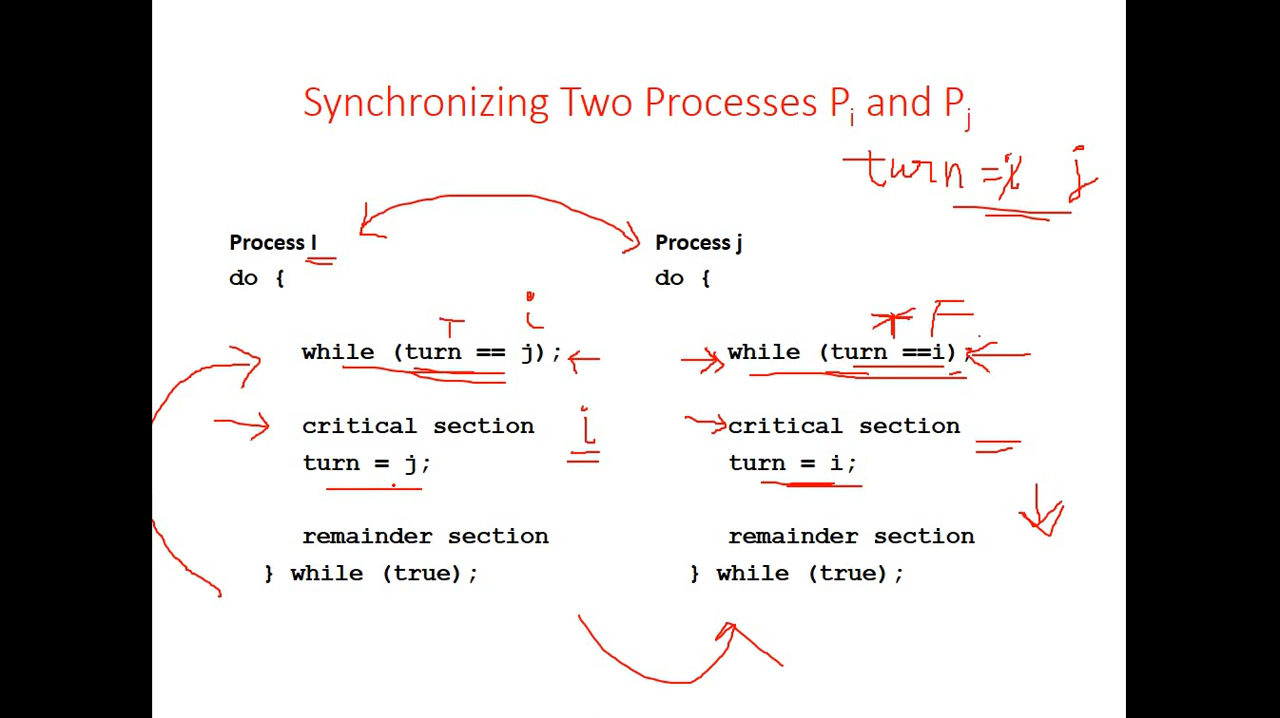 Synchronizing Two Processes Pi and Pj
turn = i j
Process I
do {
T i
while (turn == j);
critical section i
turn = j;
remainder section
} while (true);
Process j
do {
T F
while (turn ==i);
critical section
turn = i;
remainder section
} while (true);